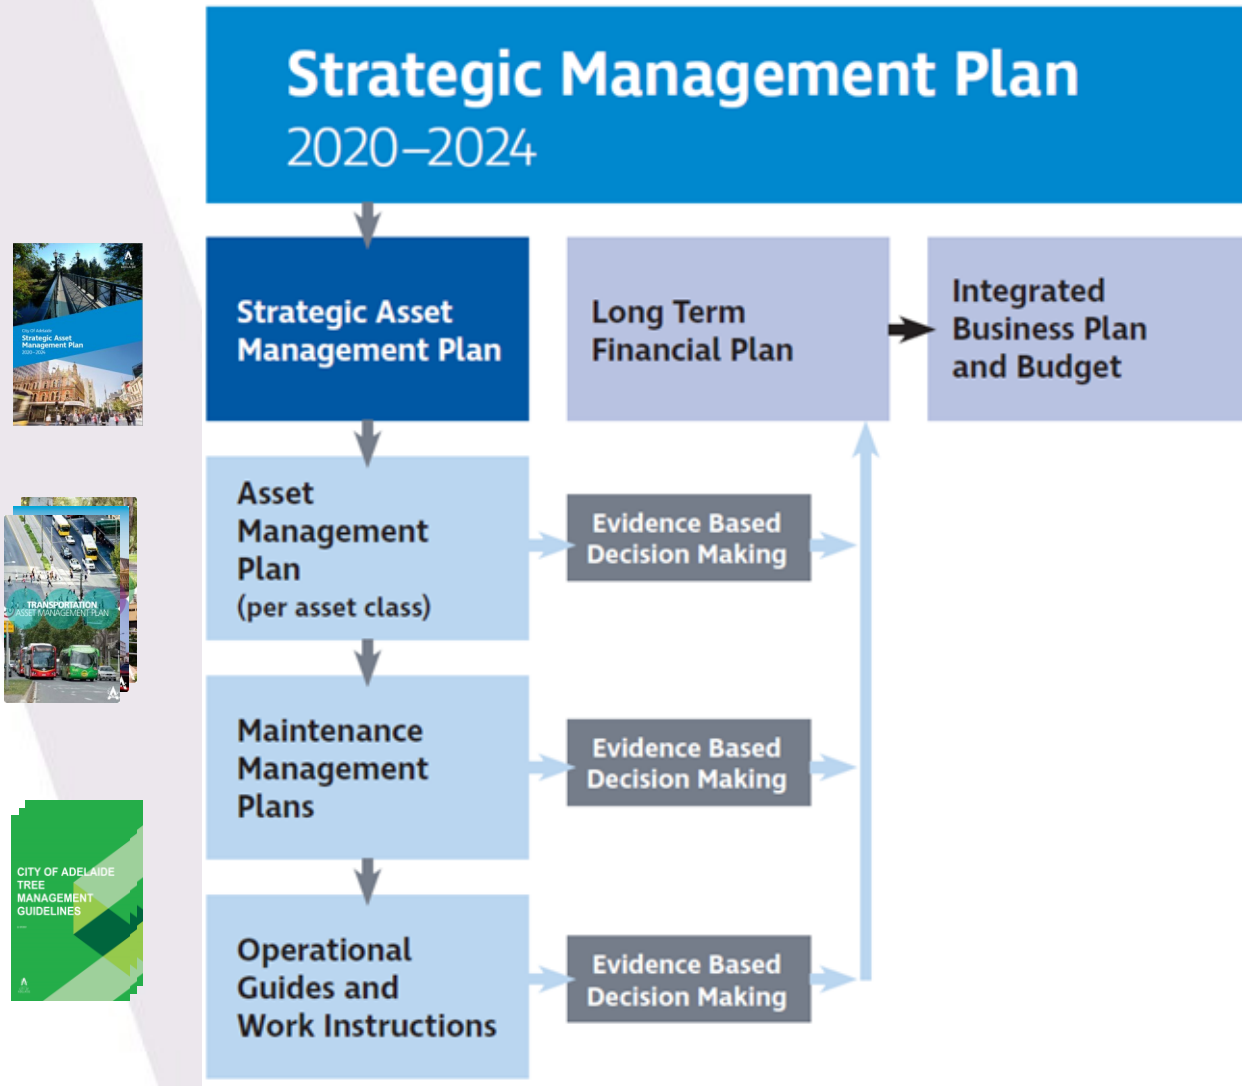 Strategic Management Plan
2020–2024
Strategic Asset
Management Plan
Long Term
Financial Plan
Integrated
Business Plan
and Budget
City Of Adelaide
Strategic Asset
Management Plan
2020–2024
Asset
Management
Plan
(per asset class)
Evidence Based
Decision Making
TRANSPORTATION
ASSET MANAGEMENT PLAN
Maintenance
Management
Plans
Evidence Based
Decision Making
CITY OF ADELAIDE
TREE
MANAGEMENT
GUIDELINES
Operational
Guides and
Work Instructions
Evidence Based
Decision Making